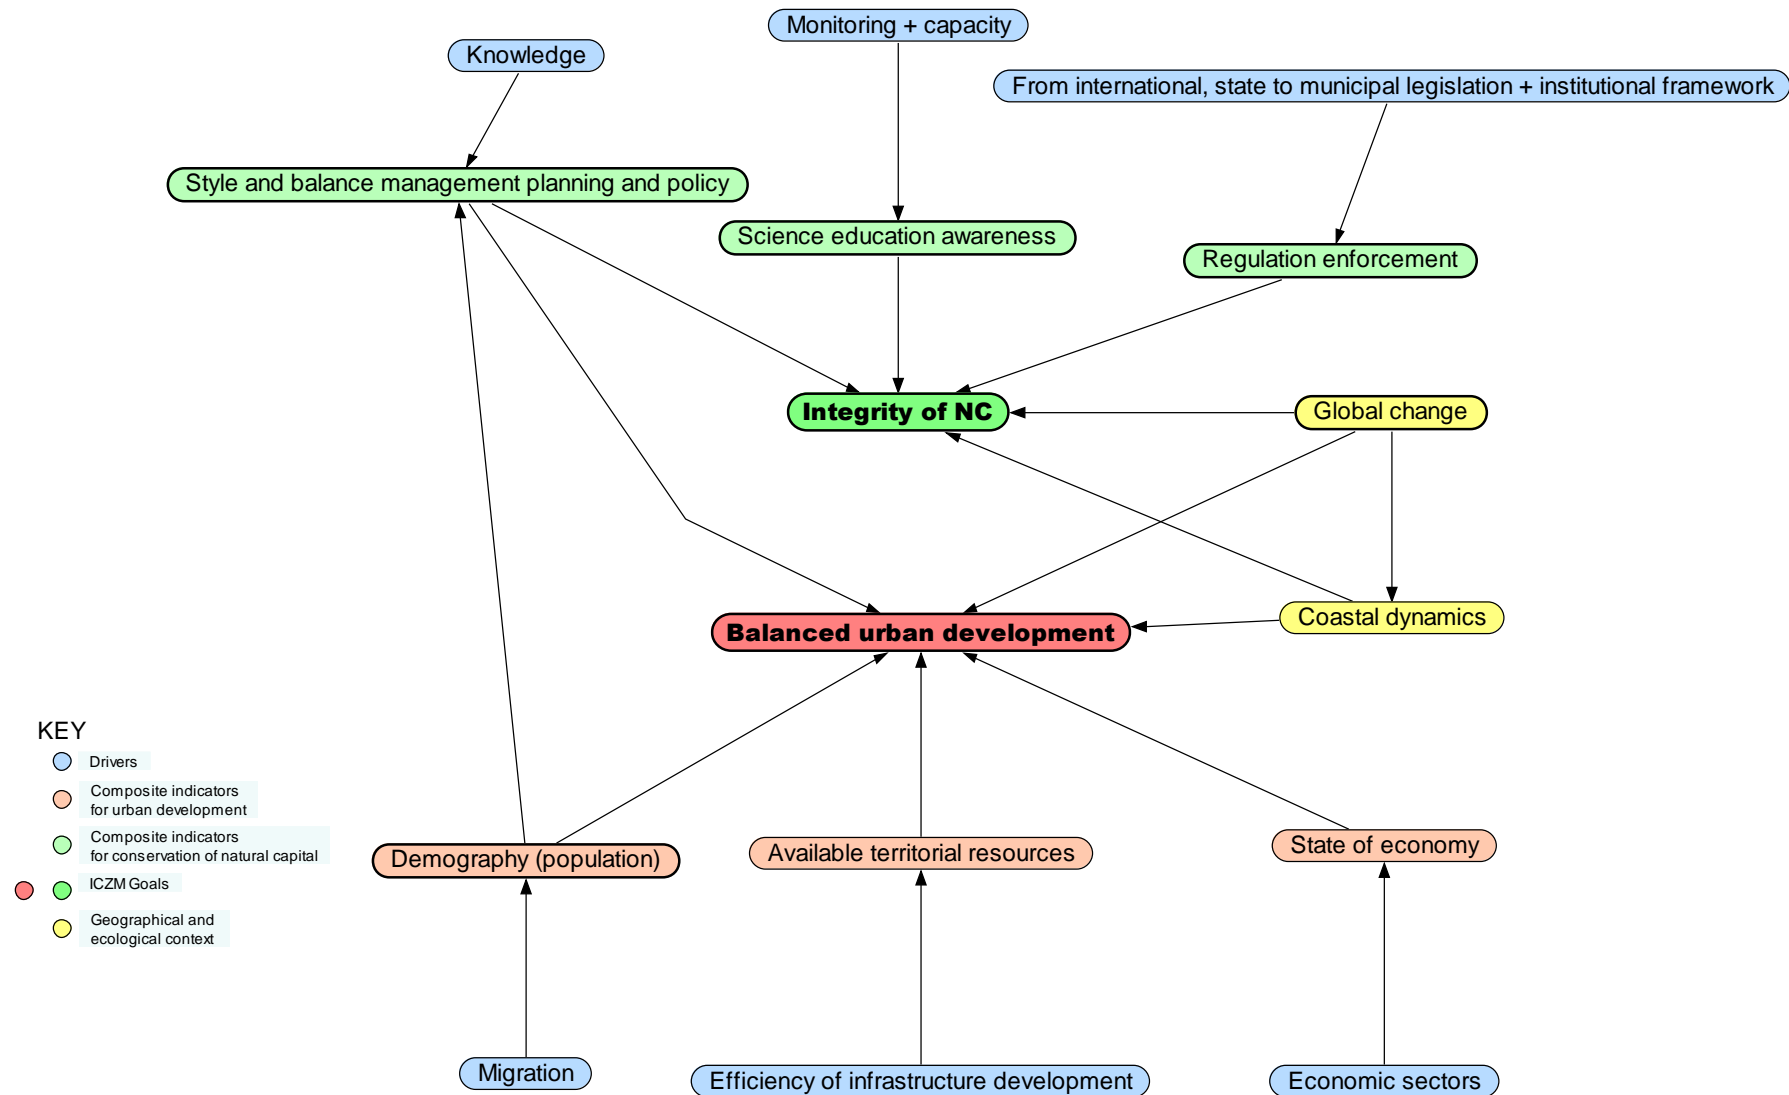 Monitoring + capacity
Knowledge
From international, state to municipal legislation + institutional framework
Style and balance management planning and policy
Science education awareness
Regulation enforcement
Integrity of NC
Global change
Coastal dynamics
Balanced urban development
KEY
Drivers
Composite indicators
for urban development
Composite indicators
for conservation of natural capital
ICZM Goals
Geographical and
ecological context
Demography (population)
Available territorial resources
State of economy
Migration
Efficiency of infrastructure development
Economic sectors